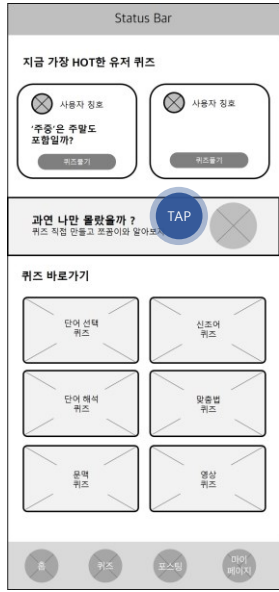 Status Bar
지금 가장 HOT한 유저 퀴즈
사용자 칭호
'주중'은 주말도
포함일까?
퀴즈풀기
사용자 칭호
퀴즈풀기
과연 나만 몰랐을까 ?
퀴즈 직접 만들고 쪼꼼이와 알아보
TAP
퀴즈 바로가기
단어 선택
퀴즈
신조어
퀴즈
단어 해석
퀴즈
맞춤법
퀴즈
문맥
퀴즈
영상
퀴즈
홈
퀴즈
포스팅
마이
페이지